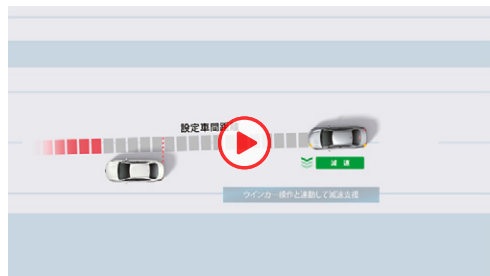 設定車間距離
減速
ウインカー操作と連動して減速支援